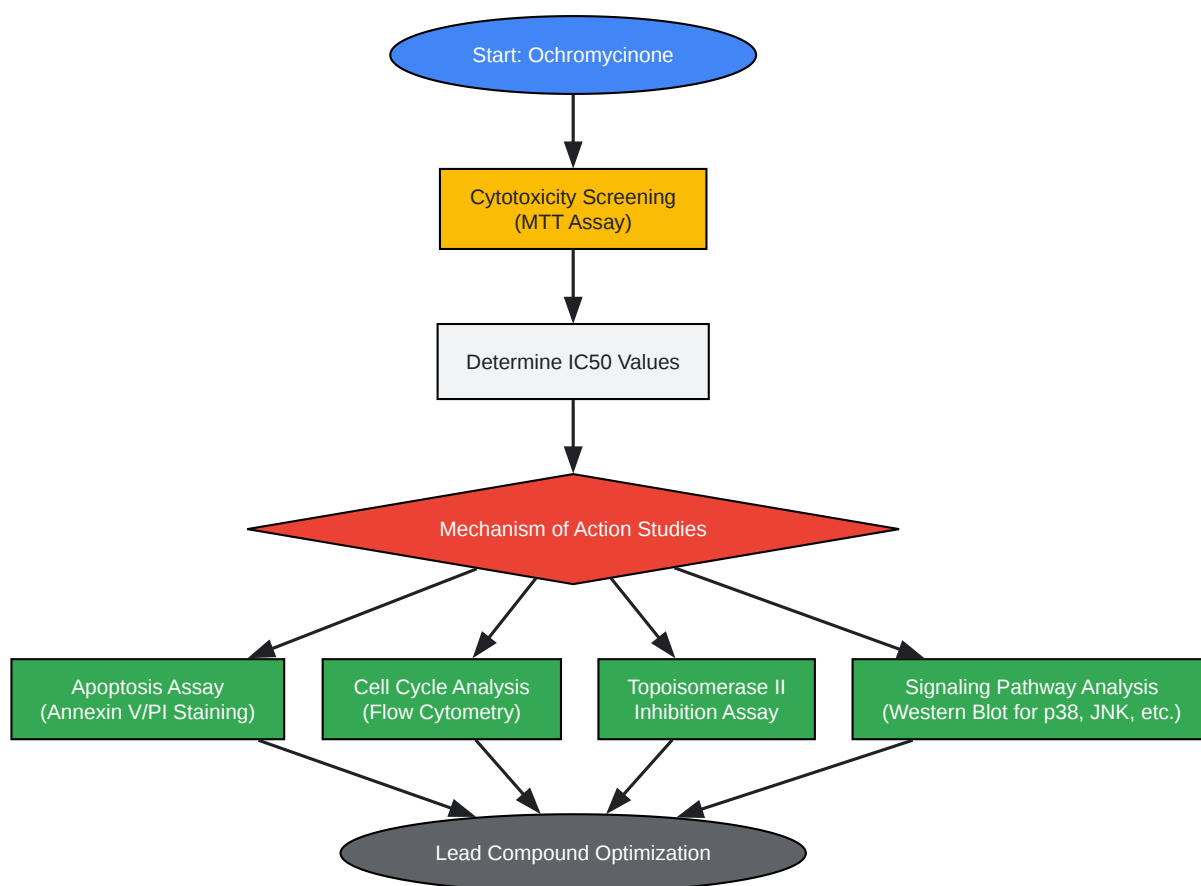 Start: Ochromycinone
Cytotoxicity Screening
(MTT Assay)
Determine IC50 Values
Mechanism of Action Studies
Apoptosis Assay
(Annexin V/PI Staining)
Cell Cycle Analysis
(Flow Cytometry)
Topoisomerase II
Inhibition Assay
Signaling Pathway Analysis
(Western Blot for p38, JNK, etc.)
Lead Compound Optimization